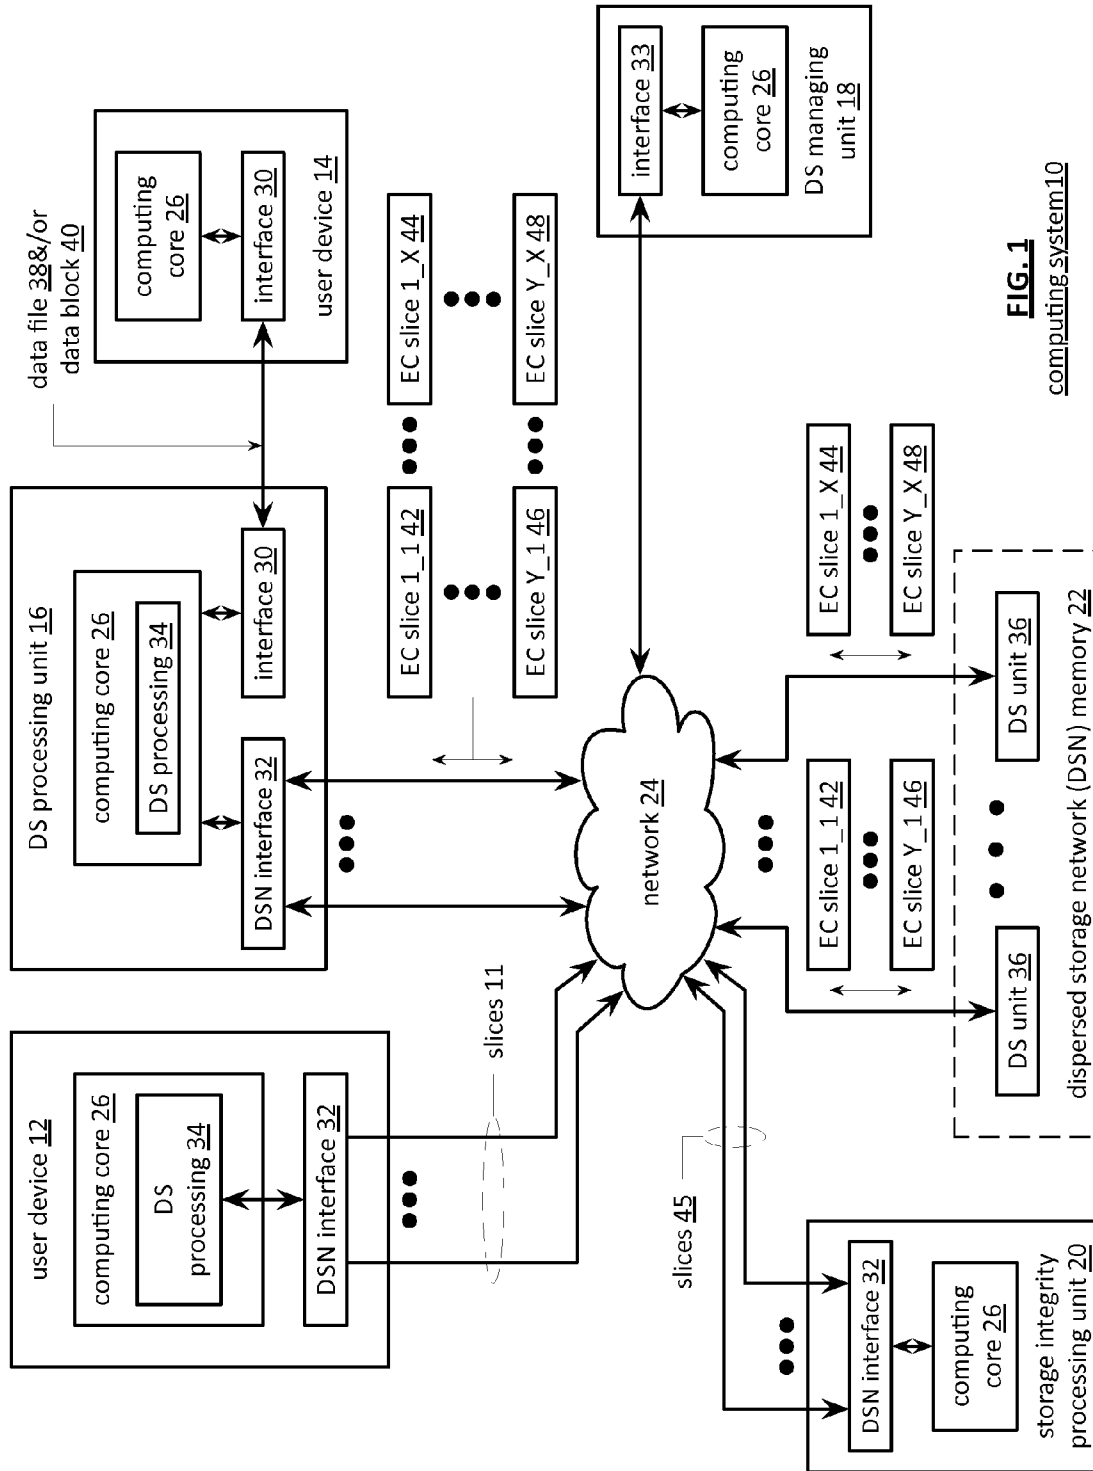 user device 12
computing core 26
DS
processing 34
DSN interface 32
slices 11
DS processing unit 16
computing core 26
DS processing 34
DSN interface 32
interface 30
data file 38&/or
data block 40
computing
core 26
interface 30
user device 14
EC slice 1_1 42
EC slice 1_X 44
EC slice Y_1 46
EC slice Y_X 48
network 24
interface 33
computing
core 26
DS managing
unit 18
slices 45
DSN interface 32
computing
core 26
storage integrity
processing unit 20
EC slice 1_1 42
EC slice Y_1 46
EC slice 1_X 44
EC slice Y_X 48
DS unit 36
DS unit 36
dispersed storage network (DSN) memory 22
FIG. 1
computing system10